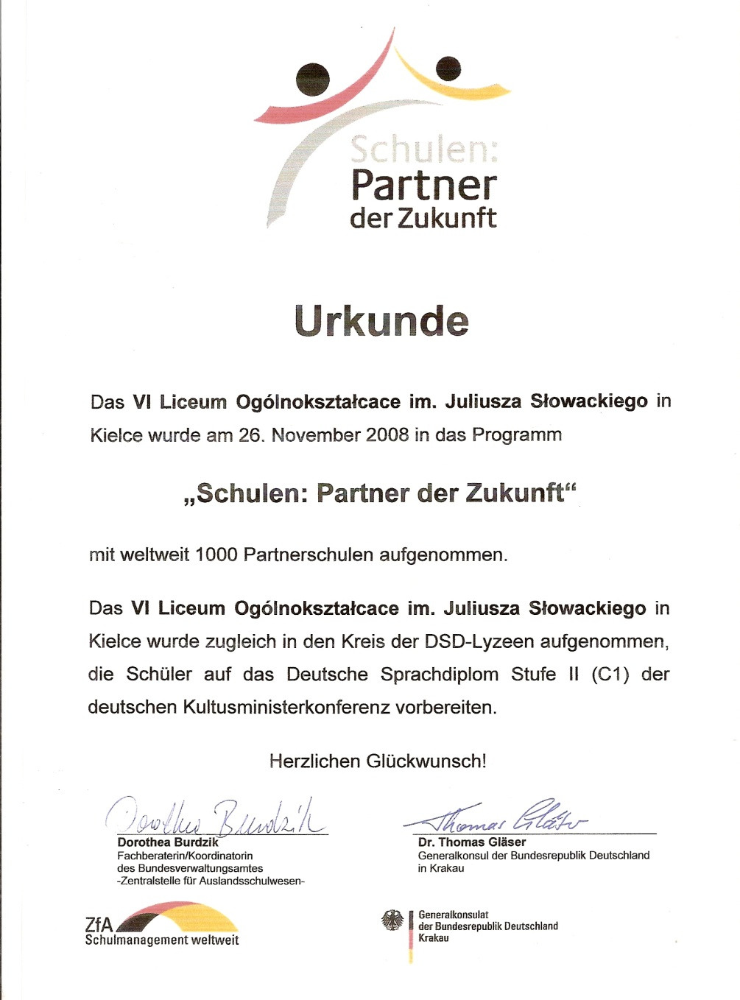 Schulen:
Partner
der Zukunft
Urkunde
Das VI Liceum Ogólnokształcace im. Juliusza Słowackiego in
Kielce wurde am 26. November 2008 in das Programm
„Schulen: Partner der Zukunft“
mit weltweit 1000 Partnerschulen aufgenommen.
Das VI Liceum Ogólnokształcace im. Juliusza Słowackiego in
Kielce wurde zugleich in den Kreis der DSD-Lyzeen aufgenommen,
die Schüler auf das Deutsche Sprachdiplom Stufe II (C1) der
deutschen Kultusministerkonferenz vorbereiten.
Herzlichen Glückwunsch!
Dorothea Burdzik
Dorothea Burdzik
Fachberaterin/Koordinatorin
des Bundesverwaltungsamtes
-Zentralstelle für Auslandsschulwesen-
Thomas Gläser
Dr. Thomas Gläser
Generalkonsul der Bundesrepublik Deutschland
in Krakau
ZfA
Schulmanagement weltweit
Generalkonsulat
der Bundesrepublik Deutschland
Krakau